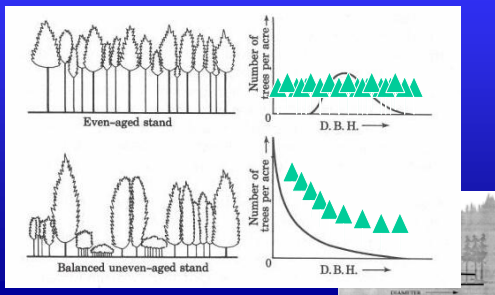 Number of
trees per acre
0
D. B. H.
Even-aged stand
Number of
trees per acre
0
D. B. H.
Balanced uneven-aged stand
DIAMETER